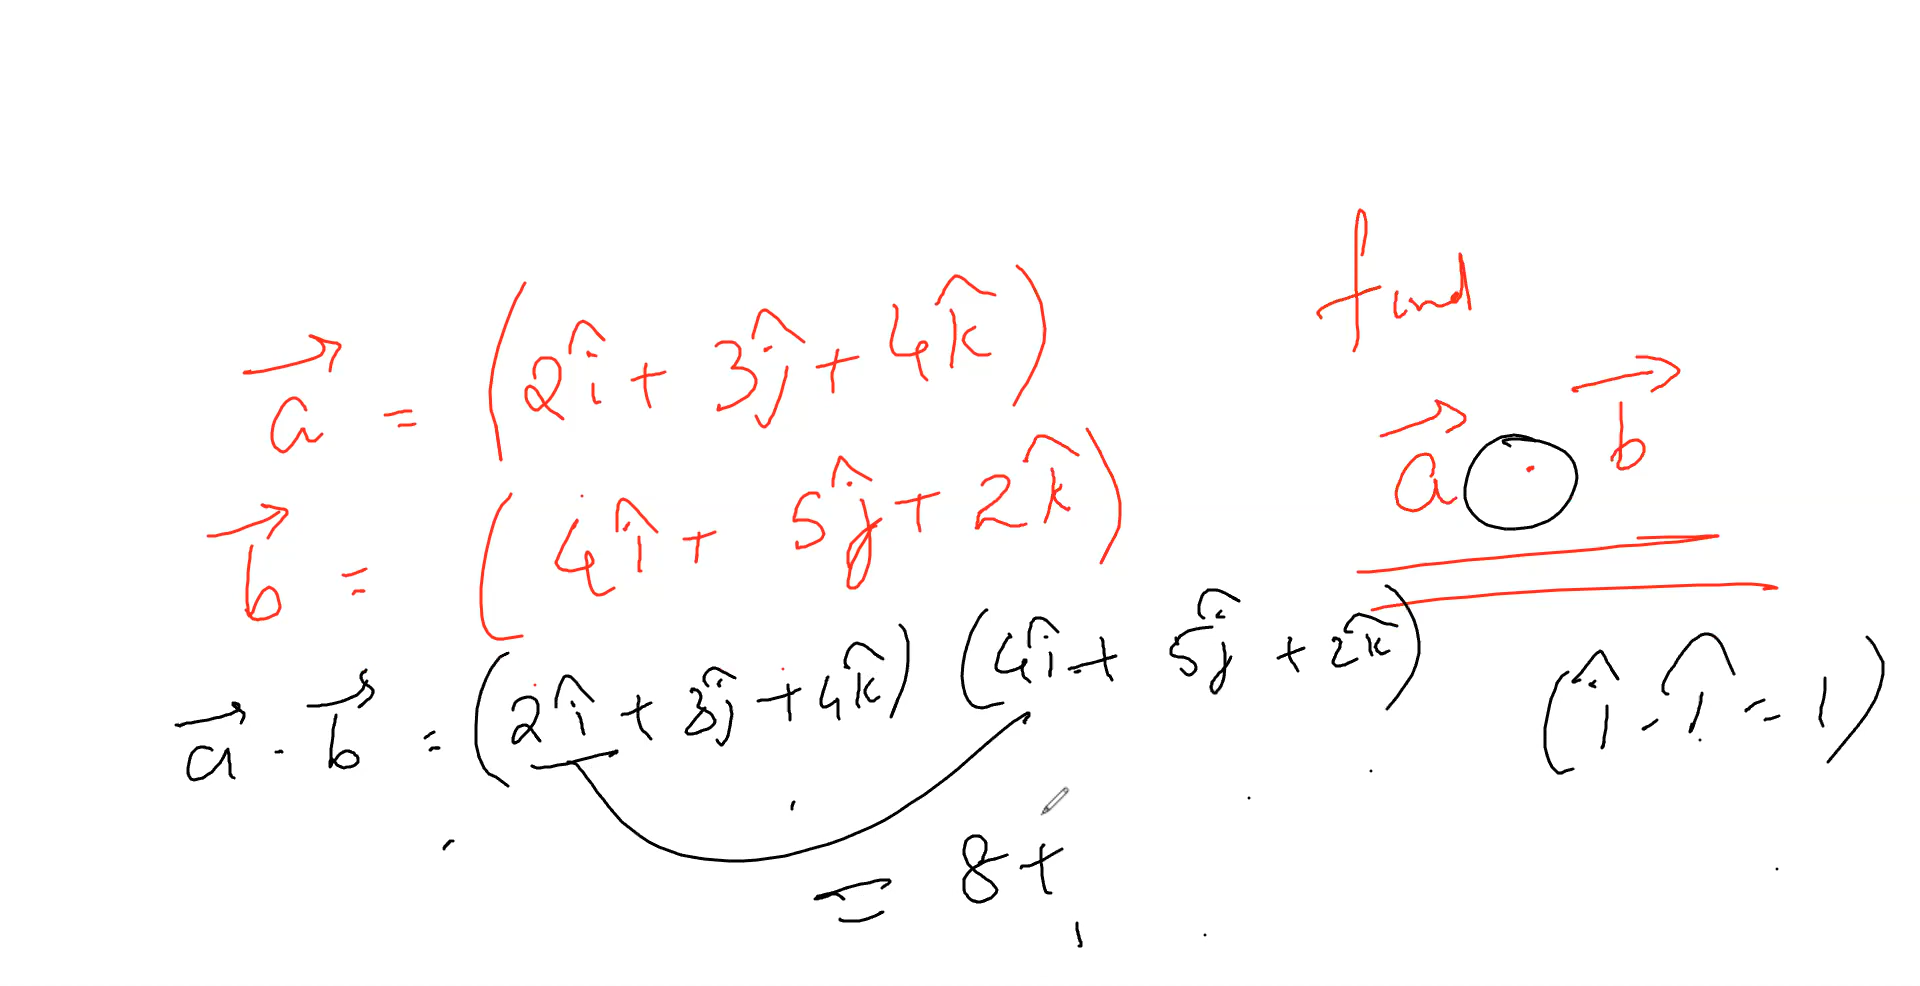 find
a⃗ = (2î + 3ĵ + 4k̂)
a⃗ · b⃗
b⃗ = (4î + 5ĵ + 2k̂)
a⃗ · b⃗ = (2î + 3ĵ + 4k̂) (4î + 5ĵ + 2k̂) (î · î = 1)
= 8 +